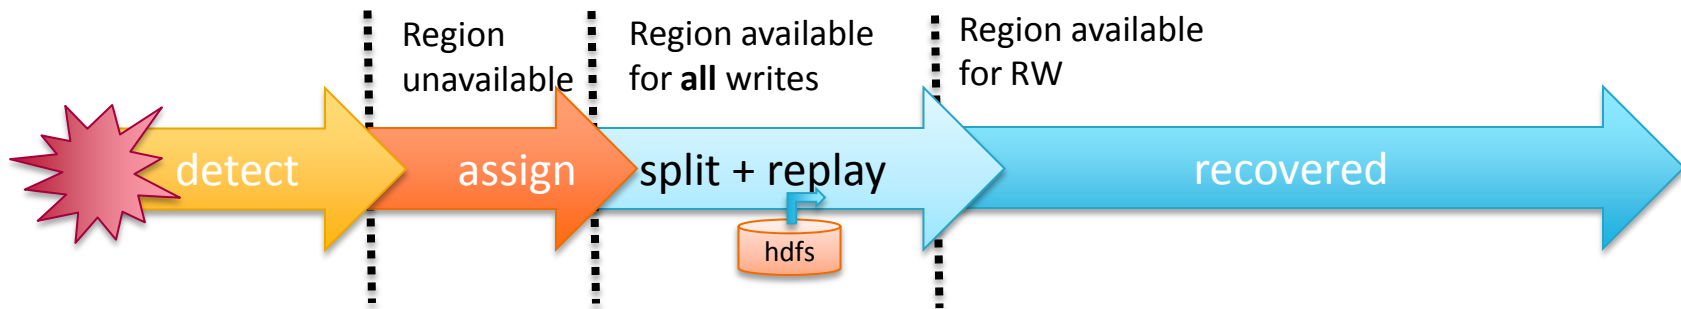 Region
unavailable
Region available
for all writes
Region available
for RW
detect
assign
split + replay
recovered
hdfs